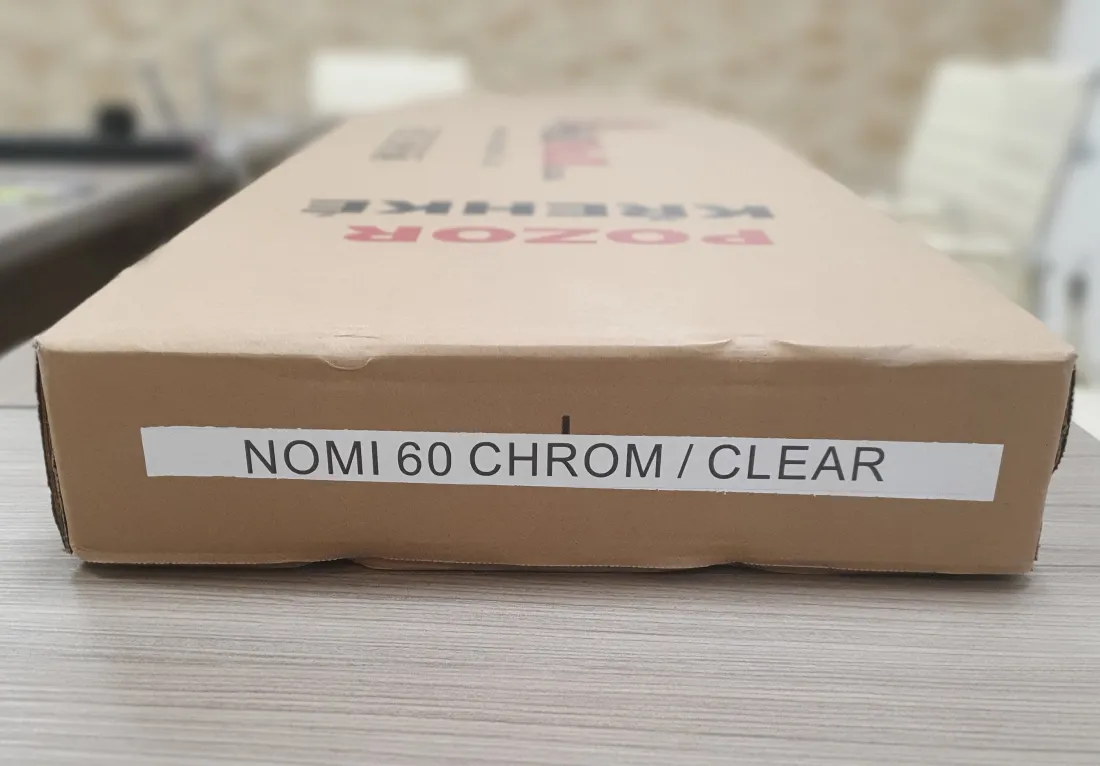 POZOR
KŘEHKÉ
NOMI 60 CHROM / CLEAR